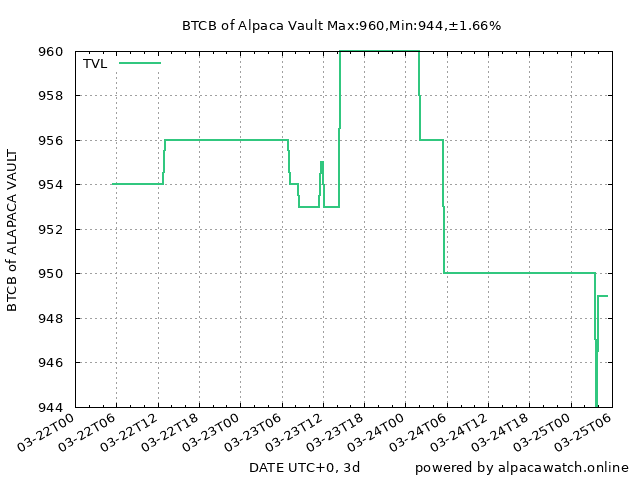 BTCB of Alpaca Vault Max:960,Min:944,±1.66%
TVL
960
958
956
954
952
950
948
946
944
BTCB of ALAPACA VAULT
03-22T00
03-22T06
03-22T12
03-22T18
03-23T00
03-23T06
03-23T12
03-23T18
03-24T00
03-24T06
03-24T12
03-24T18
03-25T00
03-25T06
DATE UTC+0, 3d
powered by alpacawatch.online